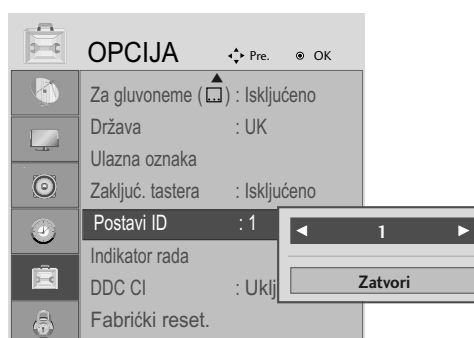 OPCIJA Pre. OK
Za gluvoneme ( ) : Isključeno
Država : UK
Ulazna oznaka
Zaključ. tastera : Isključeno
Postavi ID : 1
◄ 1 ►
Indikator rada
DDC CI : Uklj
Zatvori
Fabrički reset.